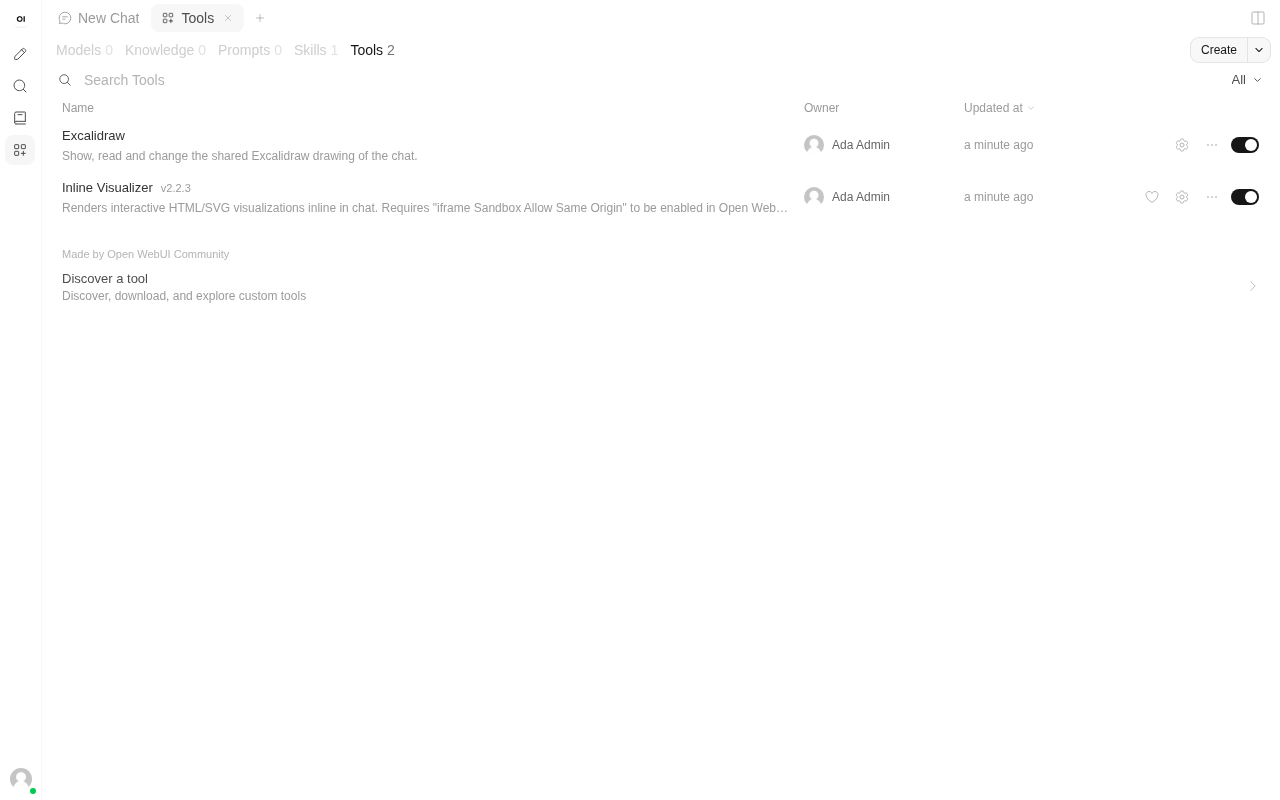 OI
New Chat
Tools
Models 0
Knowledge 0
Prompts 0
Skills 1
Tools 2
Create
Search Tools
All
Name
Owner
Updated at
Excalidraw
Show, read and change the shared Excalidraw drawing of the chat.
Ada Admin
a minute ago
Inline Visualizer v2.2.3
Renders interactive HTML/SVG visualizations inline in chat. Requires "iframe Sandbox Allow Same Origin" to be enabled in Open Web…
Ada Admin
a minute ago
Made by Open WebUI Community
Discover a tool
Discover, download, and explore custom tools